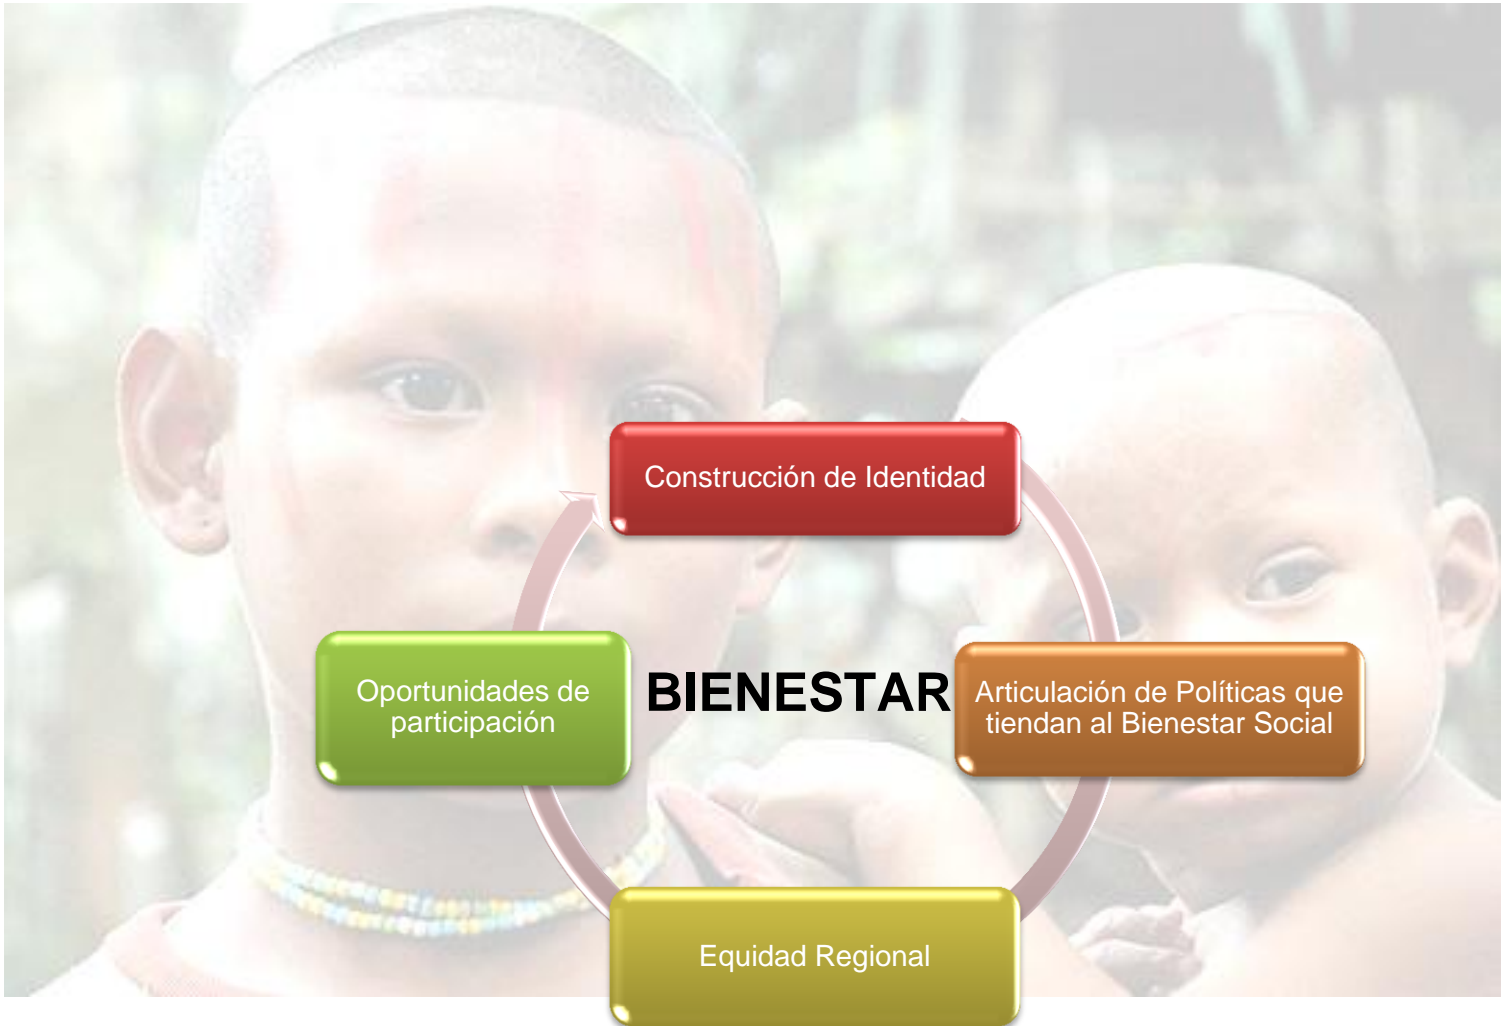 Construcción de Identidad
Oportunidades de
participación
BIENESTAR
Articulación de Políticas que
tiendan al Bienestar Social
Equidad Regional